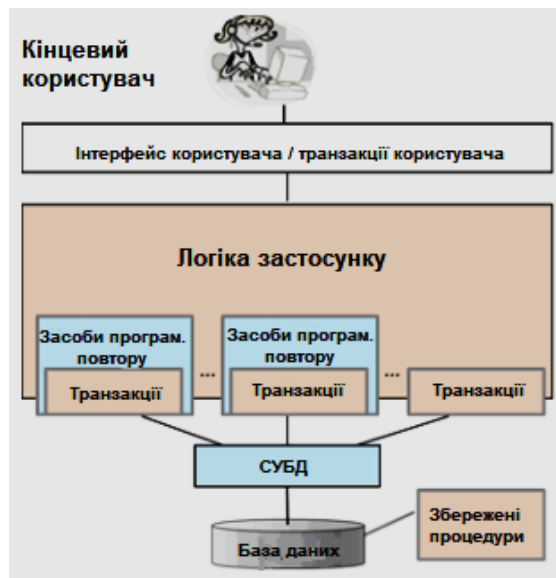 Кінцевий
користувач
Інтерфейс користувача / транзакції користувача
Логіка застосунку
Засоби програм.
повтору
Транзакції
...
Засоби програм.
повтору
Транзакції
...
Транзакції
СУБД
База даних
Збережені
процедури